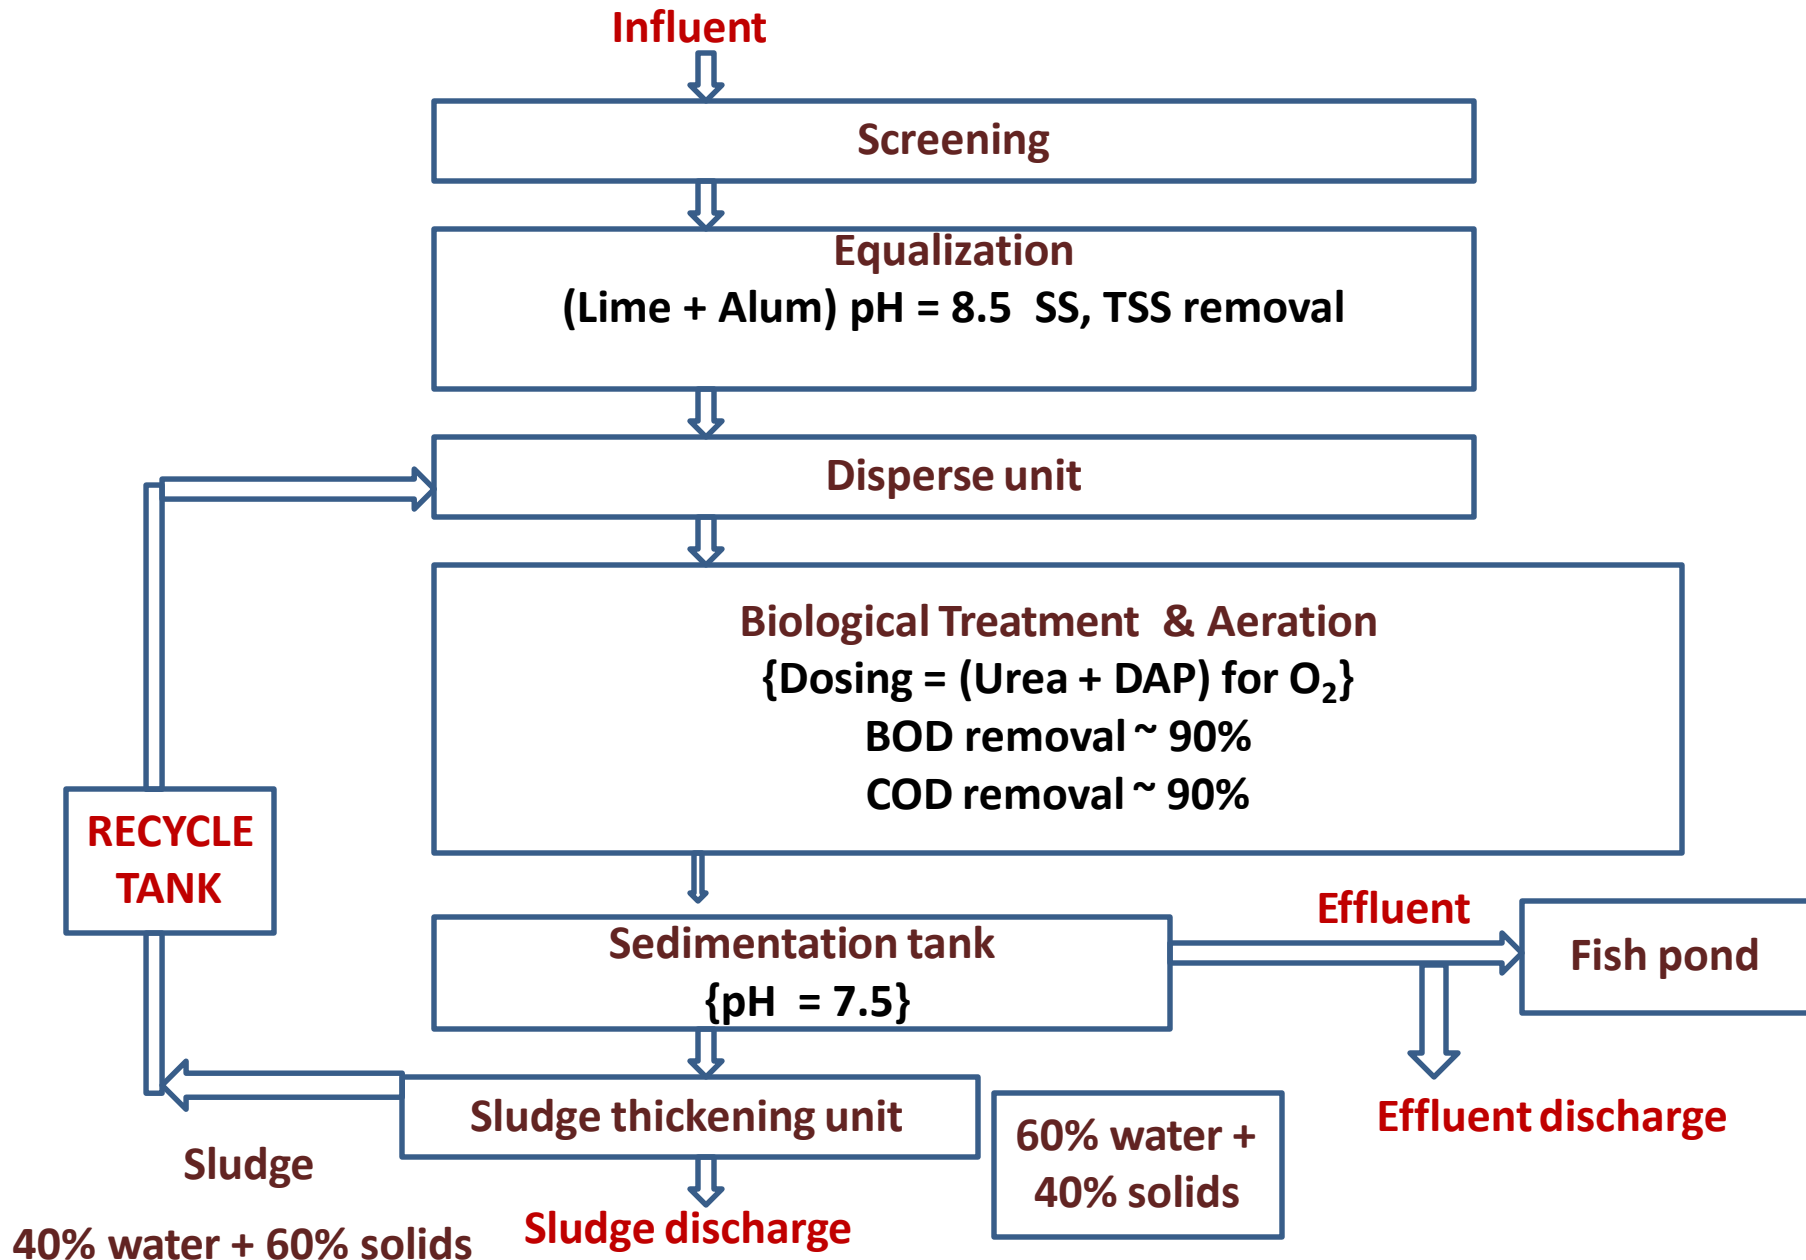 Influent
Screening
Equalization
(Lime + Alum) pH = 8.5 SS, TSS removal
Disperse unit
Biological Treatment & Aeration
{Dosing = (Urea + DAP) for O₂}
BOD removal ~ 90%
COD removal ~ 90%
RECYCLE
TANK
Sedimentation tank
{pH = 7.5}
Effluent
Fish pond
Effluent discharge
Sludge thickening unit
60% water +
40% solids
Sludge
40% water + 60% solids
Sludge discharge